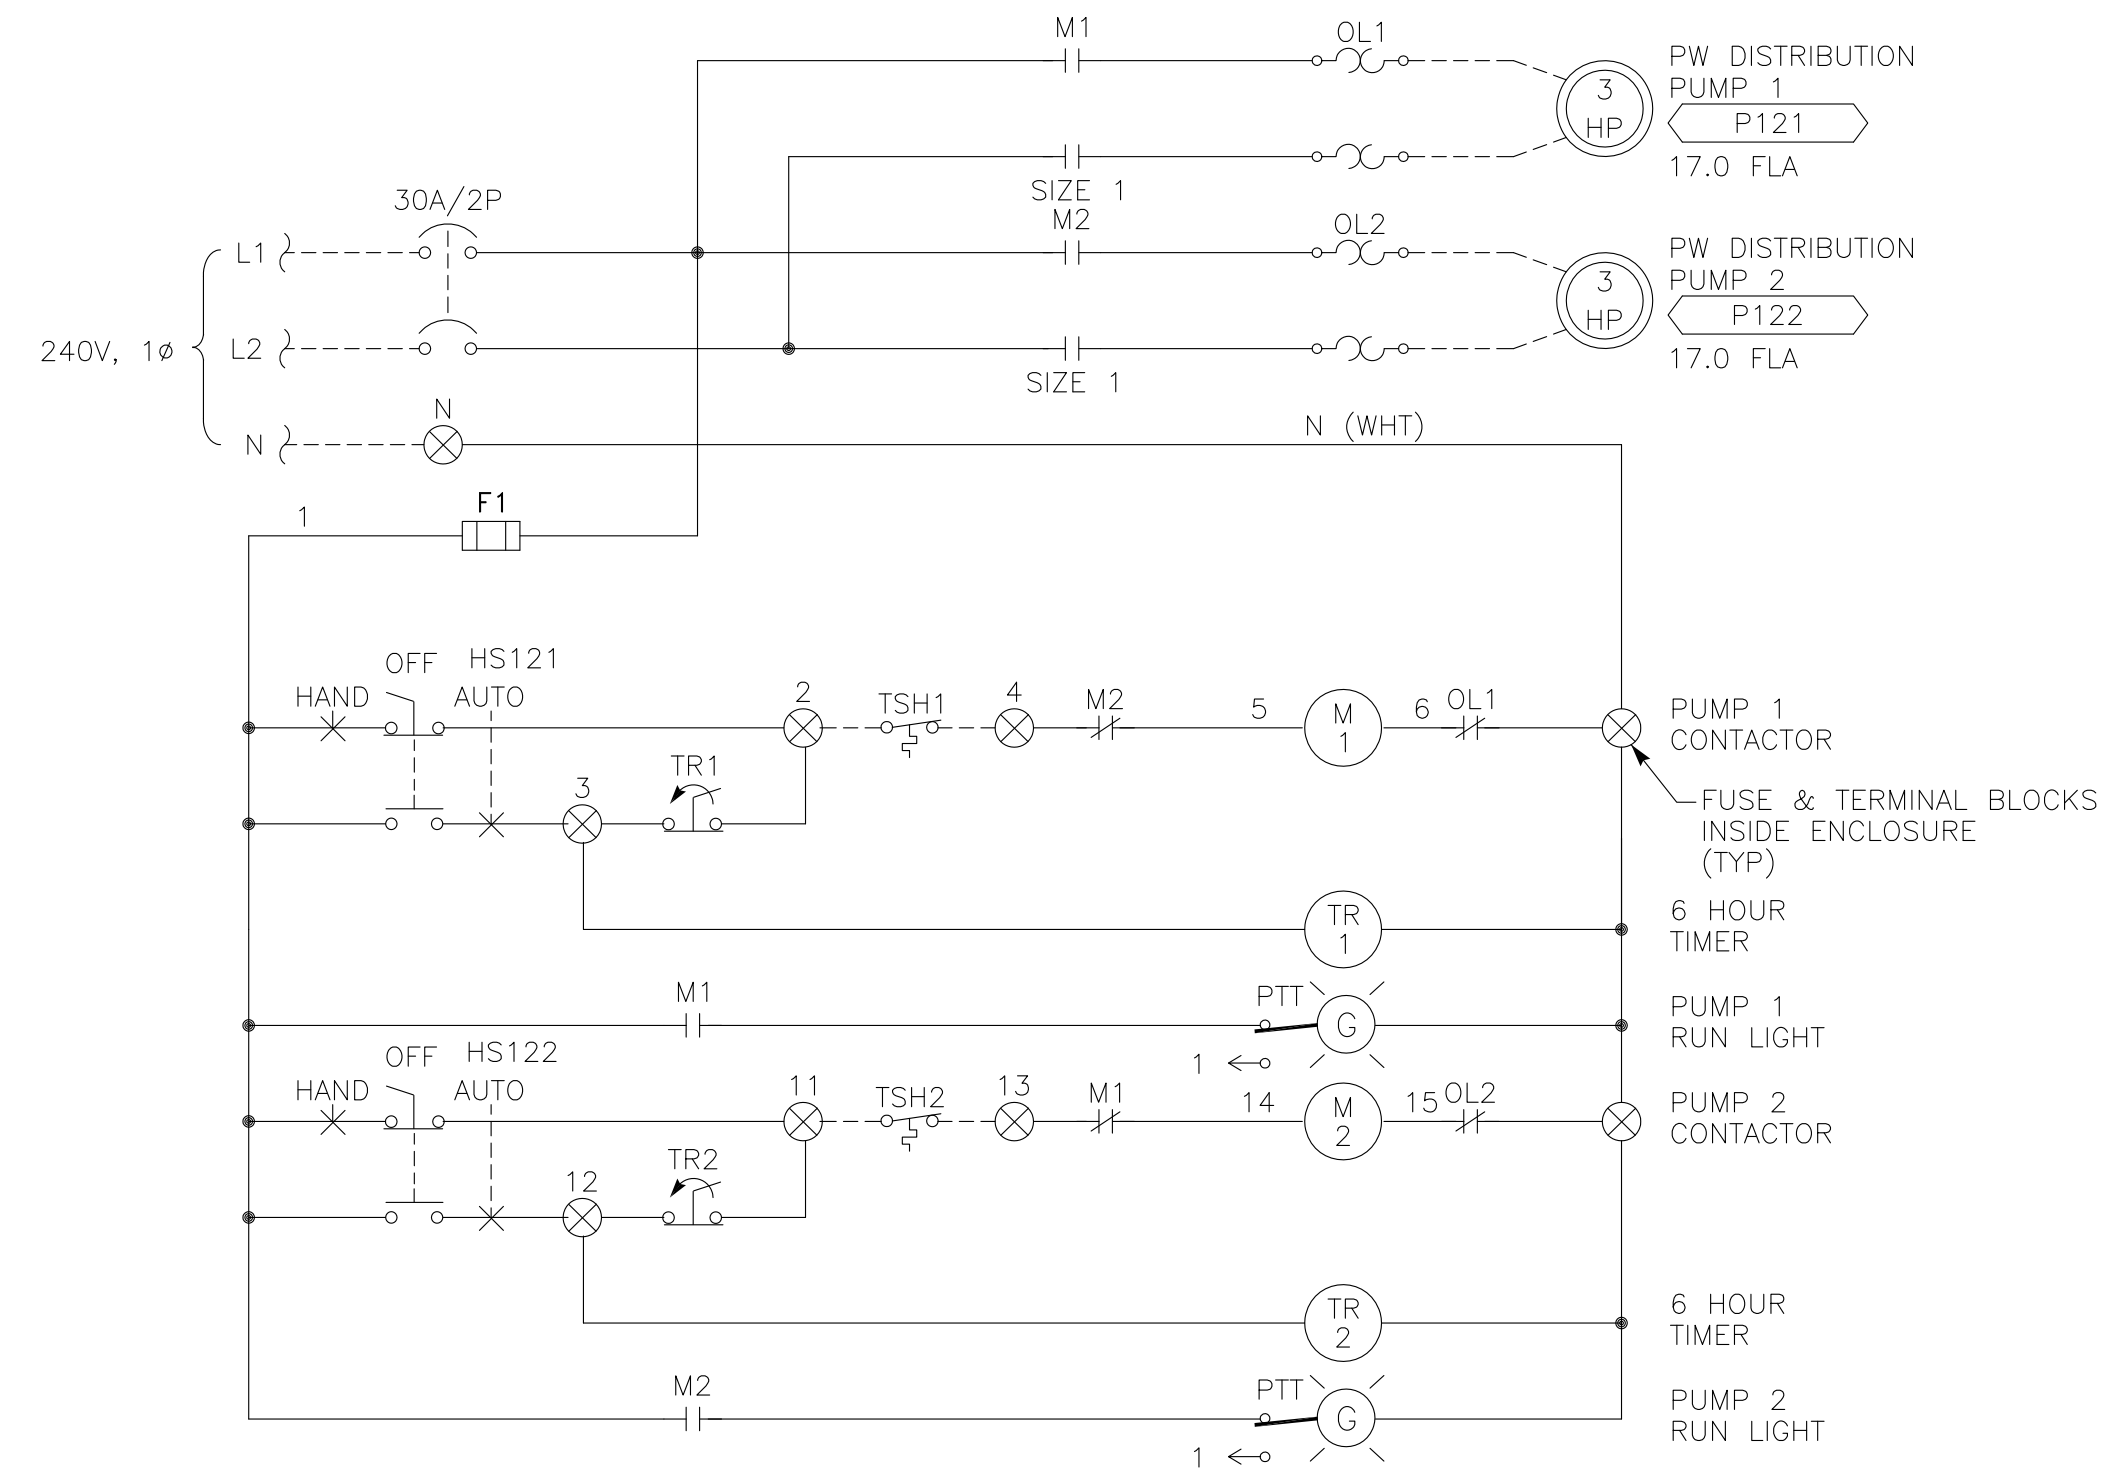 M1
OL1
PW DISTRIBUTION
PUMP 1
3
HP
P121
17.0 FLA
SIZE 1
30A/2P
M2
OL2
L1
PW DISTRIBUTION
PUMP 2
3
HP
P122
240V, 1ø
L2
17.0 FLA
SIZE 1
N
N
N (WHT)
F1
1
OFF
HS121
HAND
AUTO
2
TSH1
4
M2
5
M
1
6
OL1
PUMP 1
CONTACTOR
3
TR1
FUSE & TERMINAL BLOCKS
INSIDE ENCLOSURE
(TYP)
TR
1
6 HOUR
TIMER
M1
PTT
G
PUMP 1
RUN LIGHT
1
OFF
HS122
HAND
AUTO
11
TSH2
13
M1
14
M
2
15
OL2
PUMP 2
CONTACTOR
12
TR2
TR
2
6 HOUR
TIMER
M2
PTT
G
PUMP 2
RUN LIGHT
1